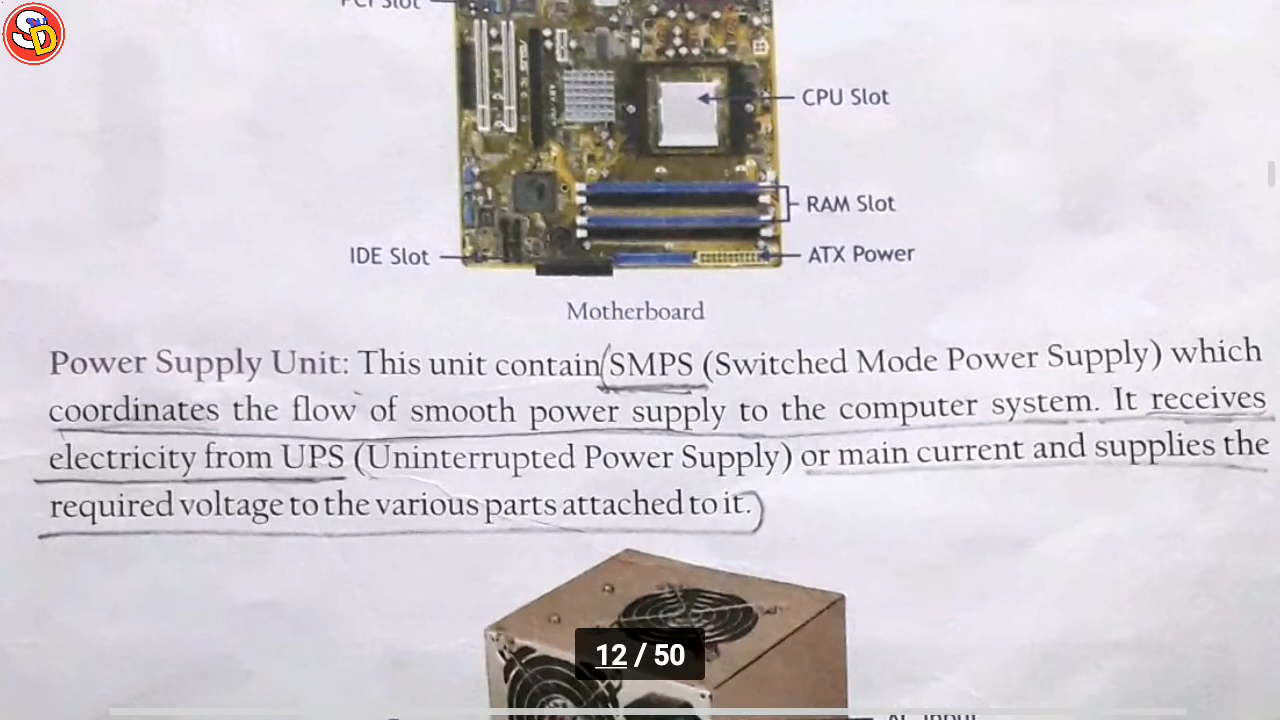 PCI Slot
CPU Slot
RAM Slot
IDE Slot
ATX Power
Motherboard
Power Supply Unit: This unit contain (SMPS (Switched Mode Power Supply) which
coordinates the flow of smooth power supply to the computer system. It receives
electricity from UPS (Uninterrupted Power Supply) or main current and supplies the
required voltage to the various parts attached to it.)
12 / 50